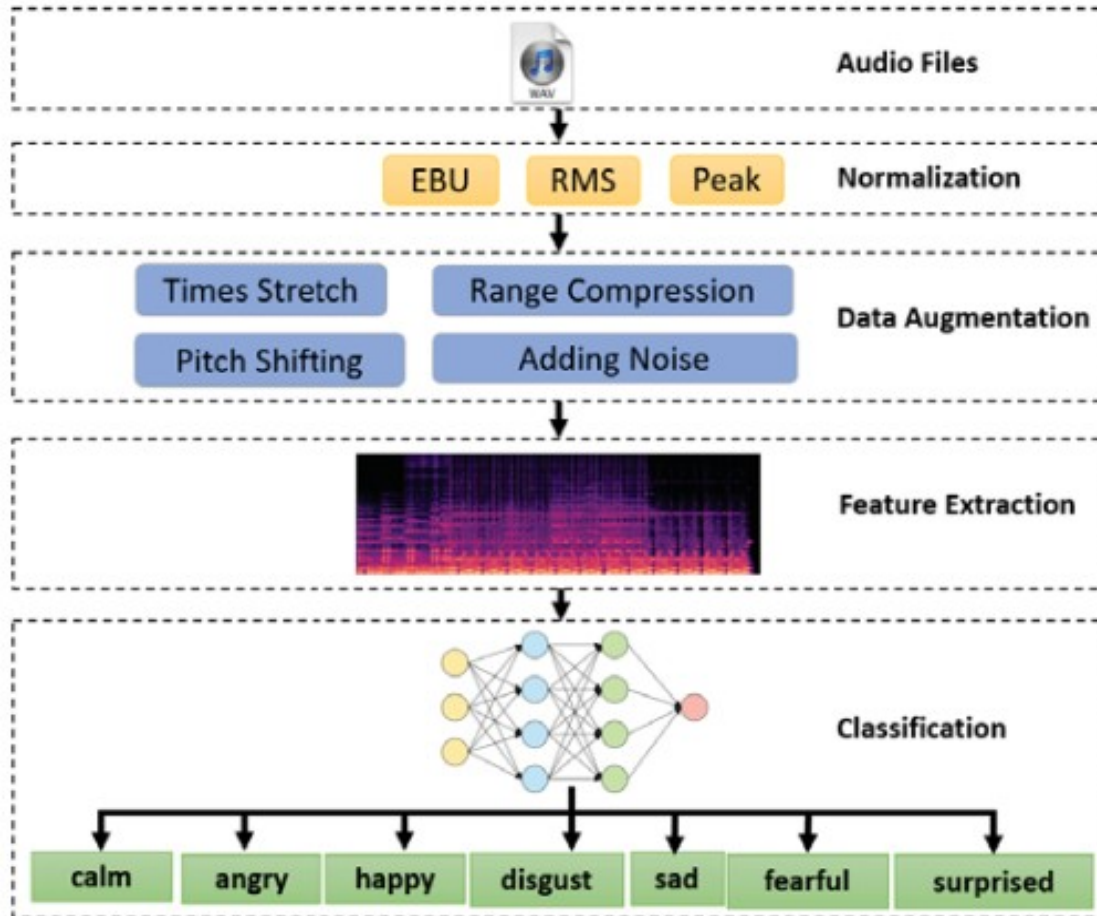 WAV
Audio Files
EBU RMS Peak Normalization
Times Stretch Range Compression
Data Augmentation
Pitch Shifting Adding Noise
Feature Extraction
Classification
calm angry happy disgust sad fearful surprised